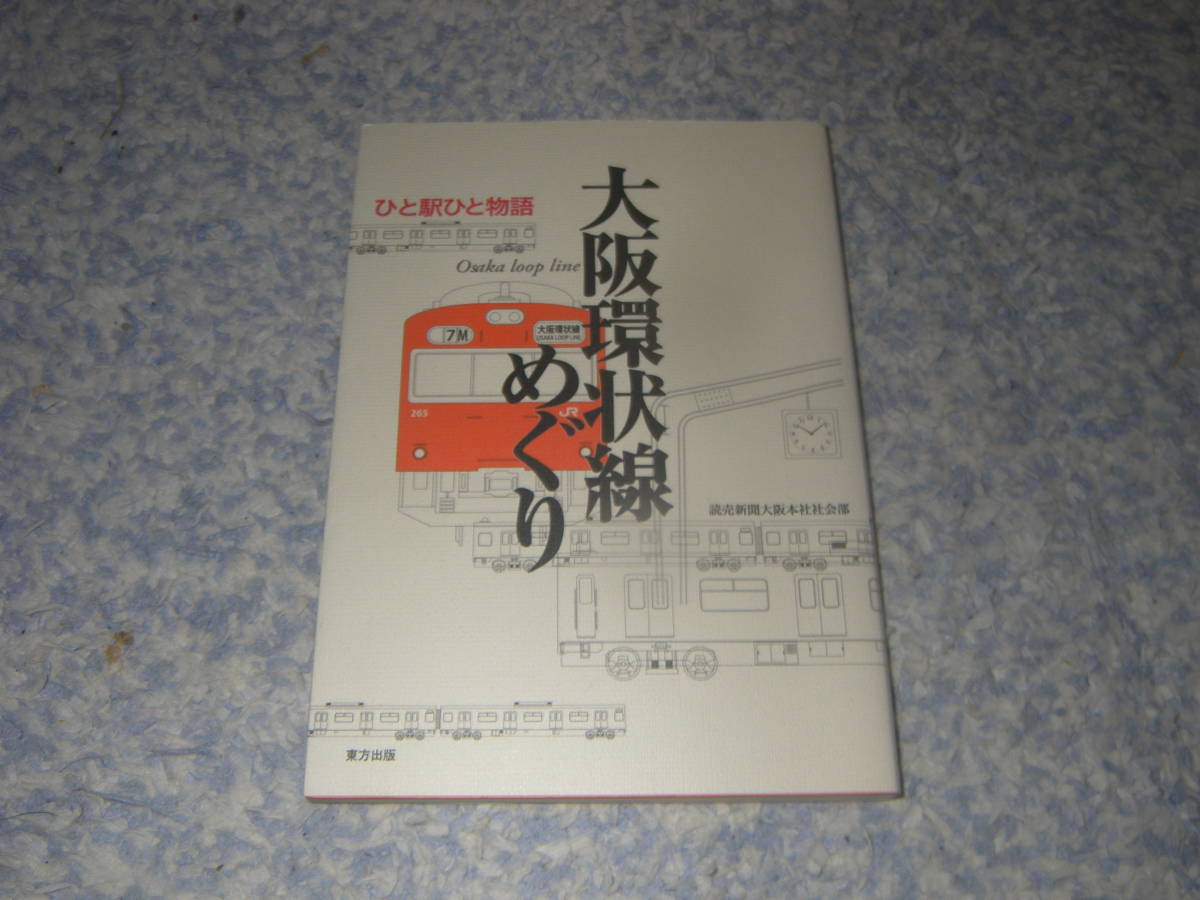 ひと駅ひと物語
大阪環状線
めぐり
Osaka loop line
7M
大阪環状線
OSAKA LOOP LINE
265
JR
読売新聞大阪本社社会部
東方出版